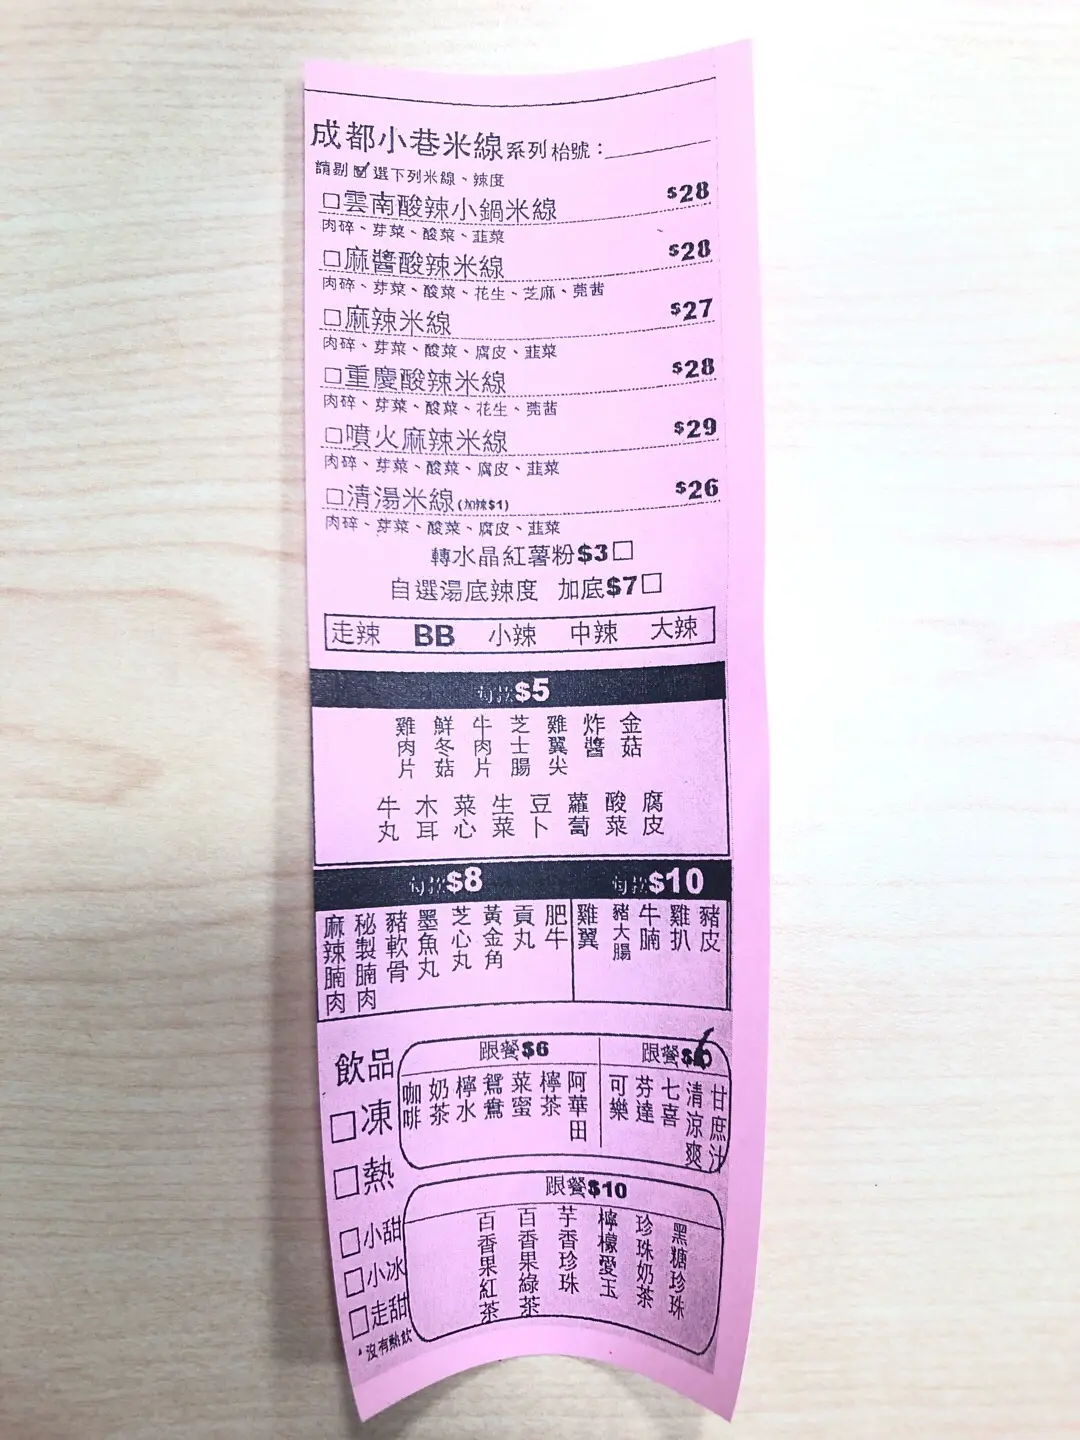 成都小巷米線系列 枱號：
請剔☑選下列米線、辣度
□雲南酸辣小鍋米線 $28
肉碎、芽菜、酸菜、韮菜
□麻醬酸辣米線 $28
肉碎、芽菜、酸菜、花生、芝麻、莞茜
□麻辣米線 $27
肉碎、芽菜、酸菜、腐皮、韮菜
□重慶酸辣米線 $28
肉碎、芽菜、酸菜、花生、莞茜
□噴火麻辣米線 $29
肉碎、芽菜、酸菜、腐皮、韮菜
□清湯米線(加辣$1) $26
肉碎、芽菜、酸菜、腐皮、韮菜
轉水晶紅薯粉$3□
自選湯底辣度 加底$7□
走辣 BB 小辣 中辣 大辣
每款$5
雞肉片 鮮冬菇 牛肉片 芝士腸 雞翼尖 炸醬 金菇
牛丸 木耳 菜心 生菜 豆卜 蘿蔔 酸菜 腐皮
每款$8
麻辣腩肉 秘製腩肉 豬軟骨 墨魚丸 芝心丸 黃金角 貢丸 肥牛
每款$10
雞翼 豬大腸 牛腩 雞扒 豬皮
飲品
□凍
□熱
□小甜
□小冰
□走甜
*沒有熱飲
跟餐$6
咖啡 奶茶 檸水 鴛鴦 菜蜜 檸茶 阿華田
跟餐$6
可樂 芬達 七喜 清涼爽 甘庶汁
跟餐$10
百香果紅茶 百香果綠茶 芋香珍珠 檸檬愛玉 珍珠奶茶 黑糖珍珠